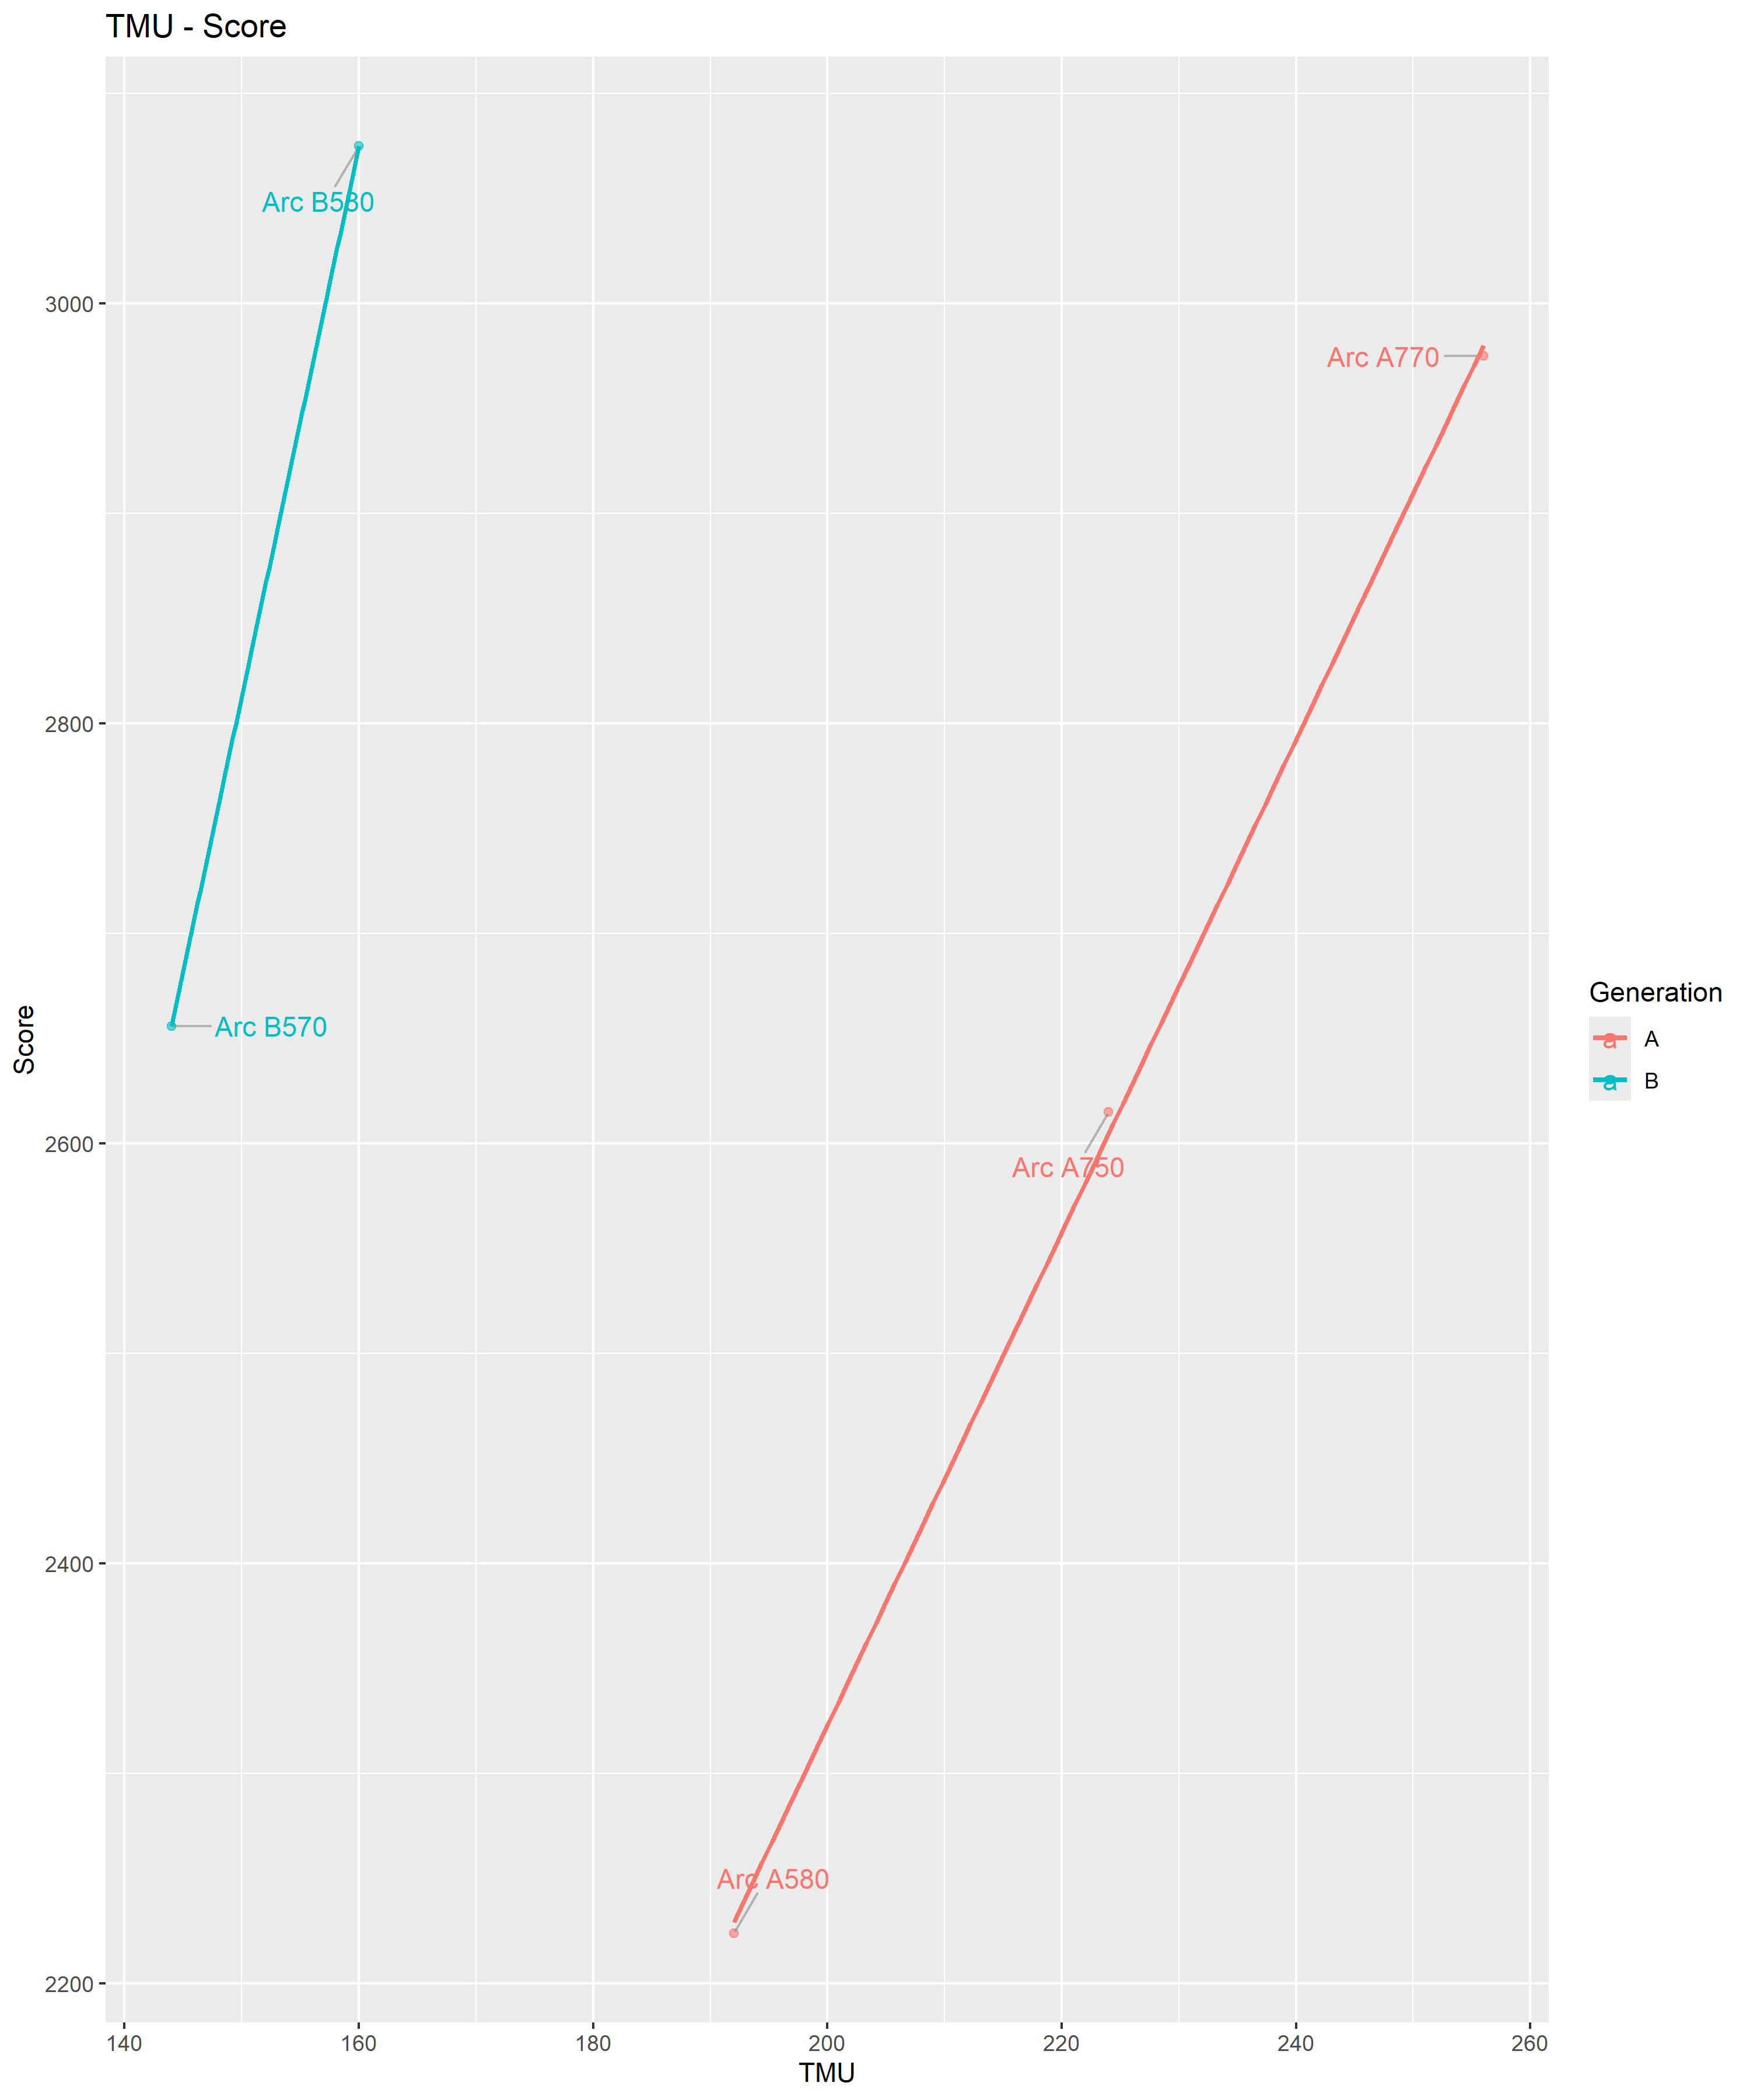 TMU - Score
Arc B580
3000
Arc A770
2800
Score
Arc B570
Generation
a A
a B
2600
Arc A750
2400
Arc A580
2200
140 160 180 200 220 240 260
TMU